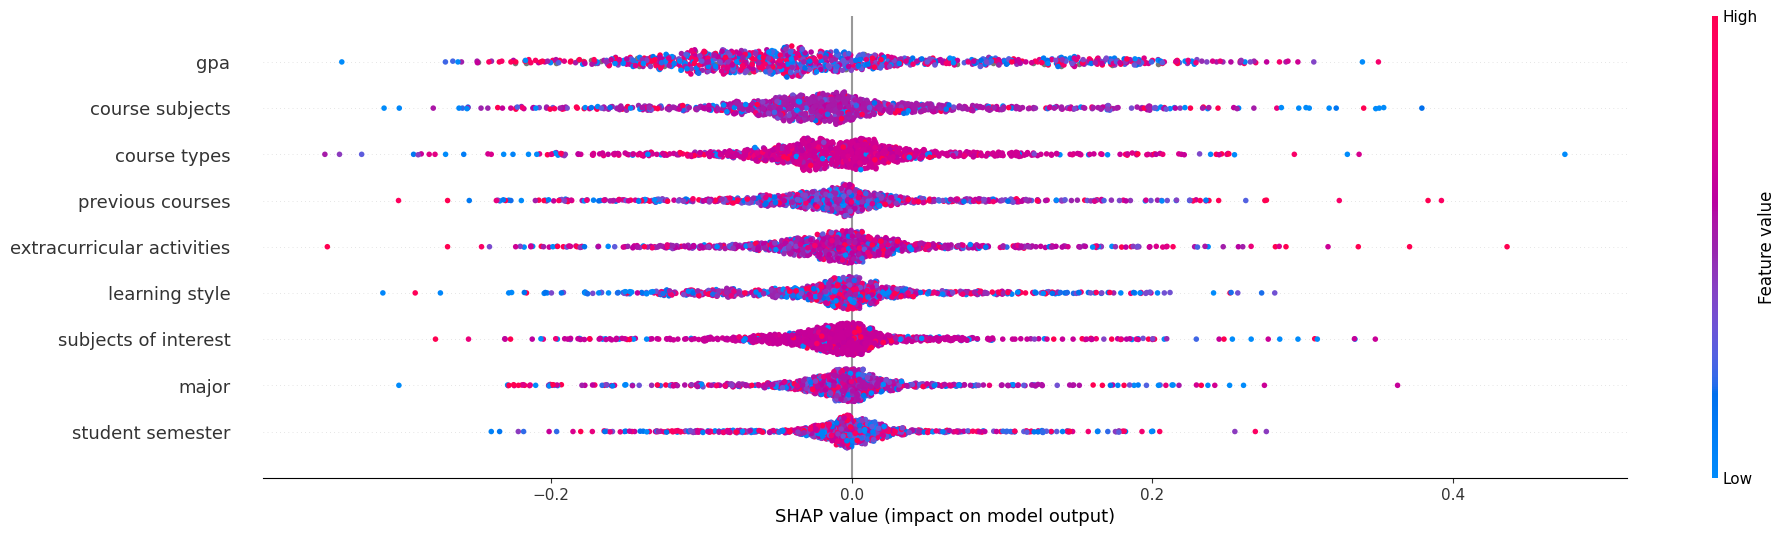 High
gpa
course subjects
course types
previous courses
extracurricular activities
learning style
subjects of interest
major
student semester
Feature value
Low
−0.2 0.0 0.2 0.4
SHAP value (impact on model output)